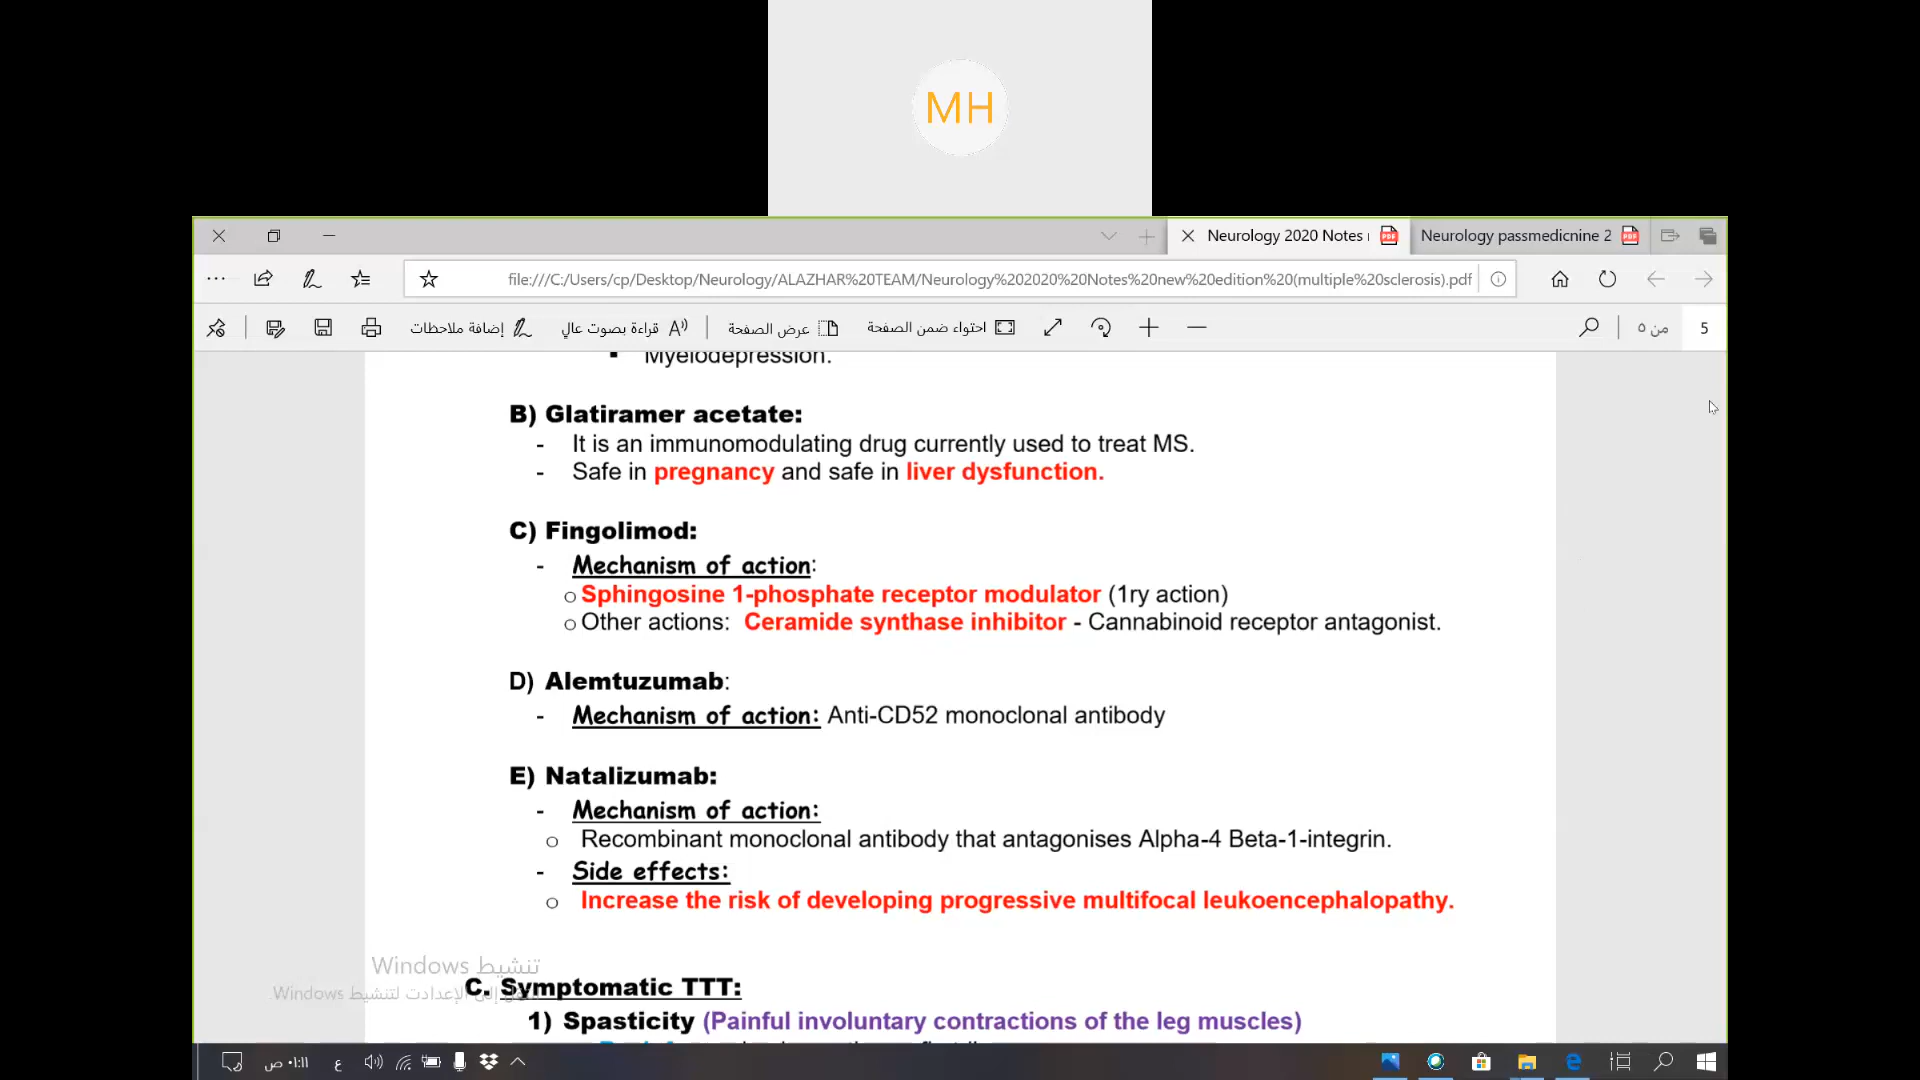 MH
Neurology 2020 Notes
Neurology passmedicnine 2
file:///C:/Users/cp/Desktop/Neurology/ALAZHAR%20TEAM/Neurology%202020%20Notes%20new%20edition%20(multiple%20sclerosis).pdf
إضافة ملاحظات
قراءة بصوت عالٍ
عرض الصفحة
احتواء ضمن الصفحة
من ٥
5
▪ Myelodepression.
B) Glatiramer acetate:
- It is an immunomodulating drug currently used to treat MS.
- Safe in pregnancy and safe in liver dysfunction.
C) Fingolimod:
- Mechanism of action:
o Sphingosine 1-phosphate receptor modulator (1ry action)
o Other actions: Ceramide synthase inhibitor - Cannabinoid receptor antagonist.
D) Alemtuzumab:
- Mechanism of action: Anti-CD52 monoclonal antibody
E) Natalizumab:
- Mechanism of action:
o Recombinant monoclonal antibody that antagonises Alpha-4 Beta-1-integrin.
- Side effects:
o Increase the risk of developing progressive multifocal leukoencephalopathy.
تنشيط Windows
إلى الإعدادت لتنشيط Windows.
C. Symptomatic TTT:
1) Spasticity (Painful involuntary contractions of the leg muscles)
ع
٠١:١١ ص